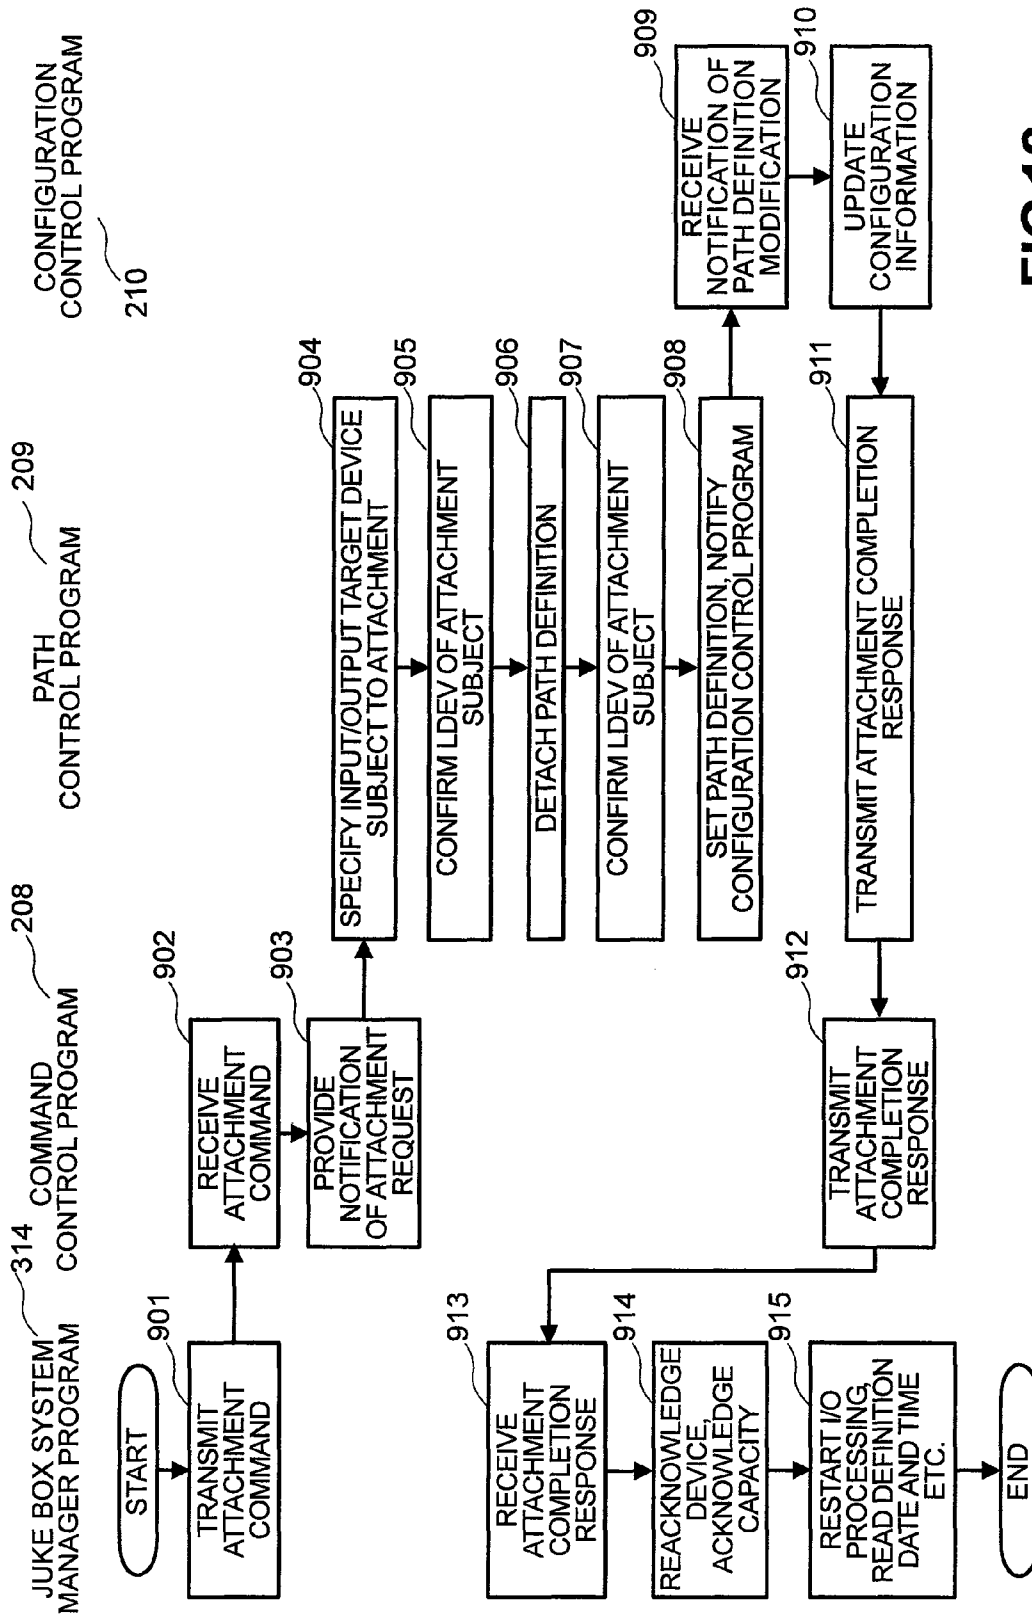 JUKE BOX SYSTEM
MANAGER PROGRAM
314
COMMAND
CONTROL PROGRAM
208
PATH
CONTROL PROGRAM
209
CONFIGURATION
CONTROL PROGRAM
210
START
901
TRANSMIT
ATTACHMENT
COMMAND
902
RECEIVE
ATTACHMENT
COMMAND
903
PROVIDE
NOTIFICATION
OF ATTACHMENT
REQUEST
904
SPECIFY INPUT/OUTPUT TARGET DEVICE
SUBJECT TO ATTACHMENT
905
CONFIRM LDEV OF ATTACHMENT
SUBJECT
906
DETACH PATH DEFINITION
907
CONFIRM LDEV OF ATTACHMENT
SUBJECT
908
SET PATH DEFINITION, NOTIFY
CONFIGURATION CONTROL PROGRAM
909
RECEIVE
NOTIFICATION OF
PATH DEFINITION
MODIFICATION
910
UPDATE
CONFIGURATION
INFORMATION
911
TRANSMIT ATTACHMENT COMPLETION
RESPONSE
912
TRANSMIT
ATTACHMENT
COMPLETION
RESPONSE
913
RECEIVE
ATTACHMENT
COMPLETION
RESPONSE
914
REACKNOWLEDGE
DEVICE,
ACKNOWLEDGE
CAPACITY
915
RESTART I/O
PROCESSING,
READ DEFINITION
DATE AND TIME
ETC.
END